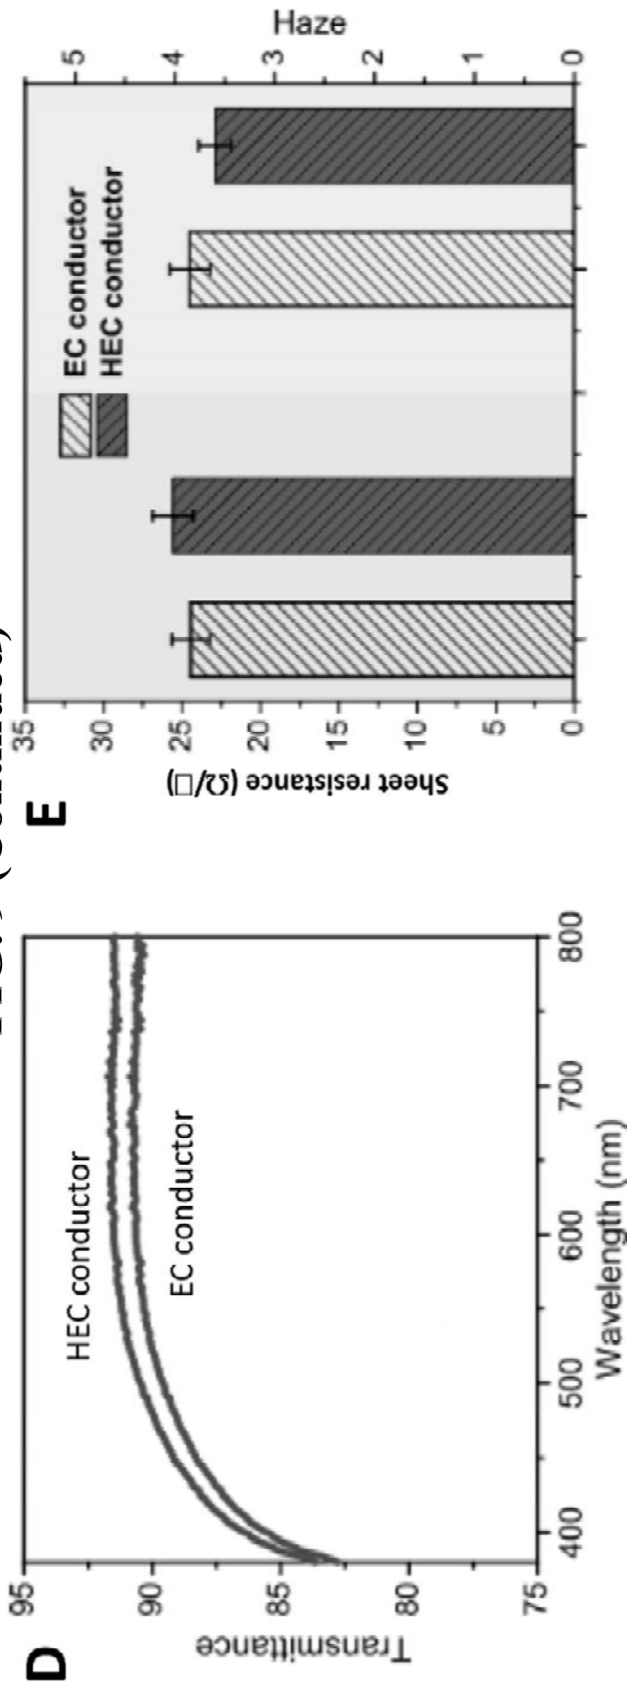 D
Transmittance
95
90
85
80
75
HEC conductor
EC conductor
400
500
600
700
800
Wavelength (nm)
E
Sheet resistance (Ω/□)
35
30
25
20
15
10
5
0
EC conductor
HEC conductor
Haze
5
4
3
2
1
0